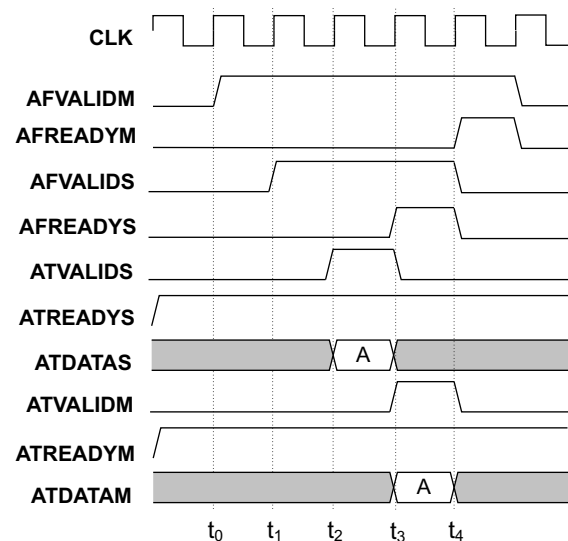 CLK
AFVALIDM
AFREADYM
AFVALIDS
AFREADYS
ATVALIDS
ATREADYS
ATDATAS
A
ATVALIDM
ATREADYM
ATDATAM
A
t0 t1 t2 t3 t4